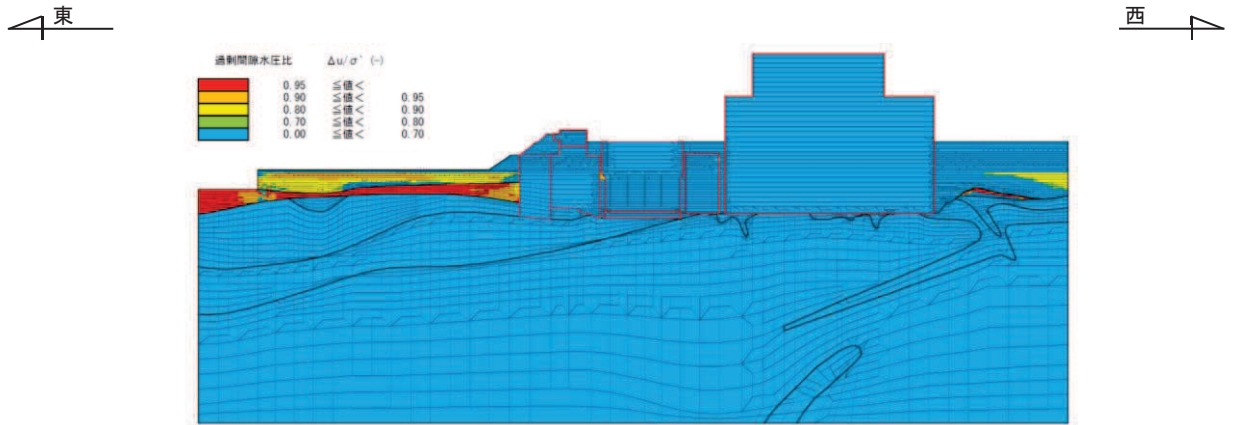 東
西
過剰間隙水圧比 Δu/σ' (-)
0.95 ≦値<
0.90 ≦値< 0.95
0.80 ≦値< 0.90
0.70 ≦値< 0.80
0.00 ≦値< 0.70